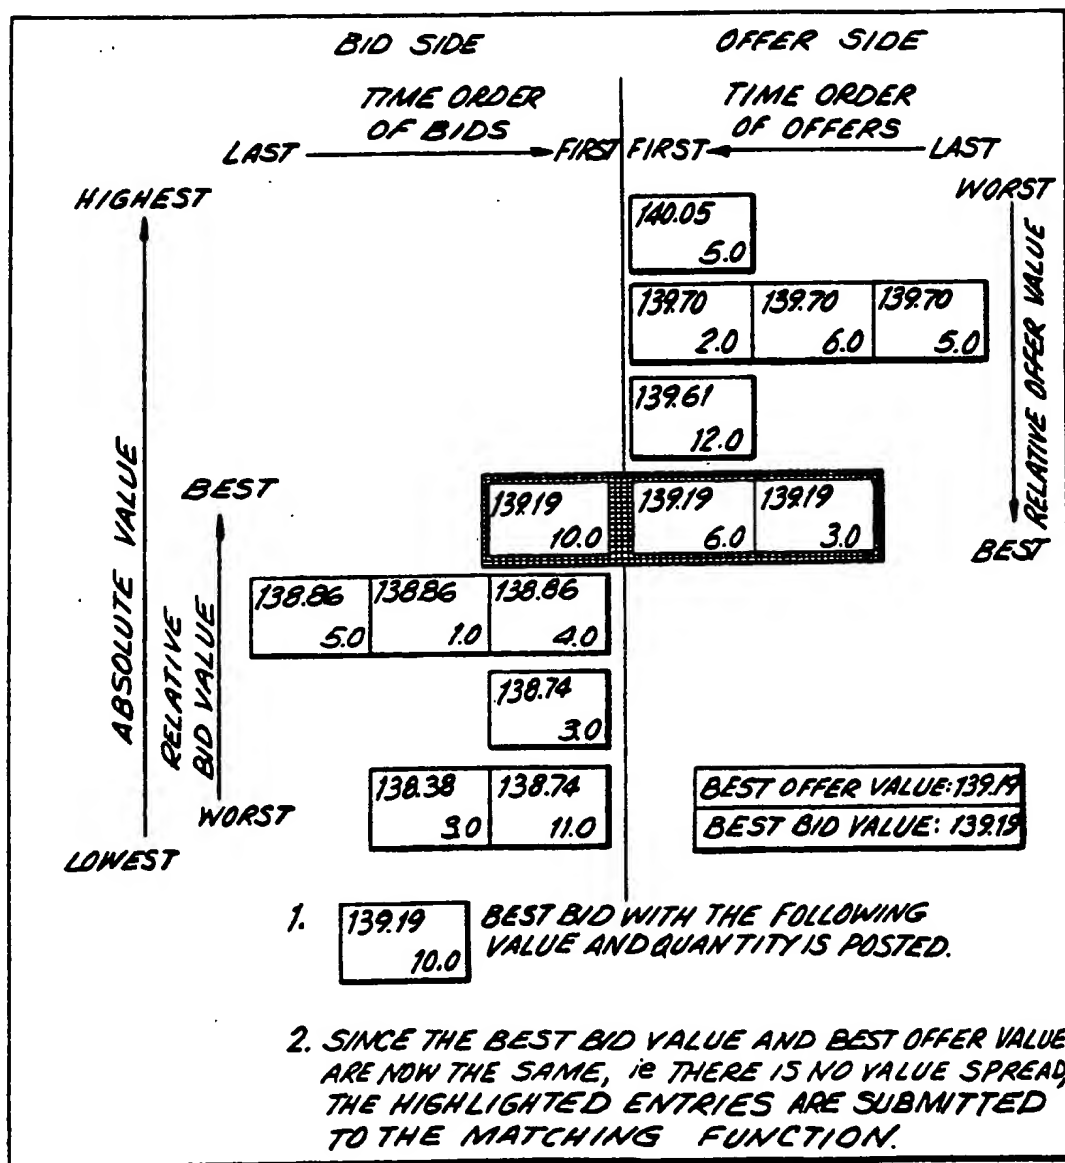 BID SIDE
OFFER SIDE
TIME ORDER
OF BIDS
TIME ORDER
OF OFFERS
LAST
FIRST
FIRST
LAST
HIGHEST
WORST
140.05
5.0
139.70
139.70
139.70
2.0
6.0
5.0
RELATIVE OFFER VALUE
139.61
12.0
ABSOLUTE VALUE
BEST
139.19
139.19
139.19
10.0
6.0
3.0
BEST
RELATIVE
BID VALUE
138.86
138.86
138.86
5.0
1.0
4.0
138.74
3.0
WORST
138.38
138.74
9.0
11.0
BEST OFFER VALUE: 139.19
BEST BID VALUE: 139.19
LOWEST
1.
139.19
10.0
BEST BID WITH THE FOLLOWING
VALUE AND QUANTITY IS POSTED.
2. SINCE THE BEST BID VALUE AND BEST OFFER VALUE
ARE NOW THE SAME, ie THERE IS NO VALUE SPREAD,
THE HIGHLIGHTED ENTRIES ARE SUBMITTED
TO THE MATCHING FUNCTION.